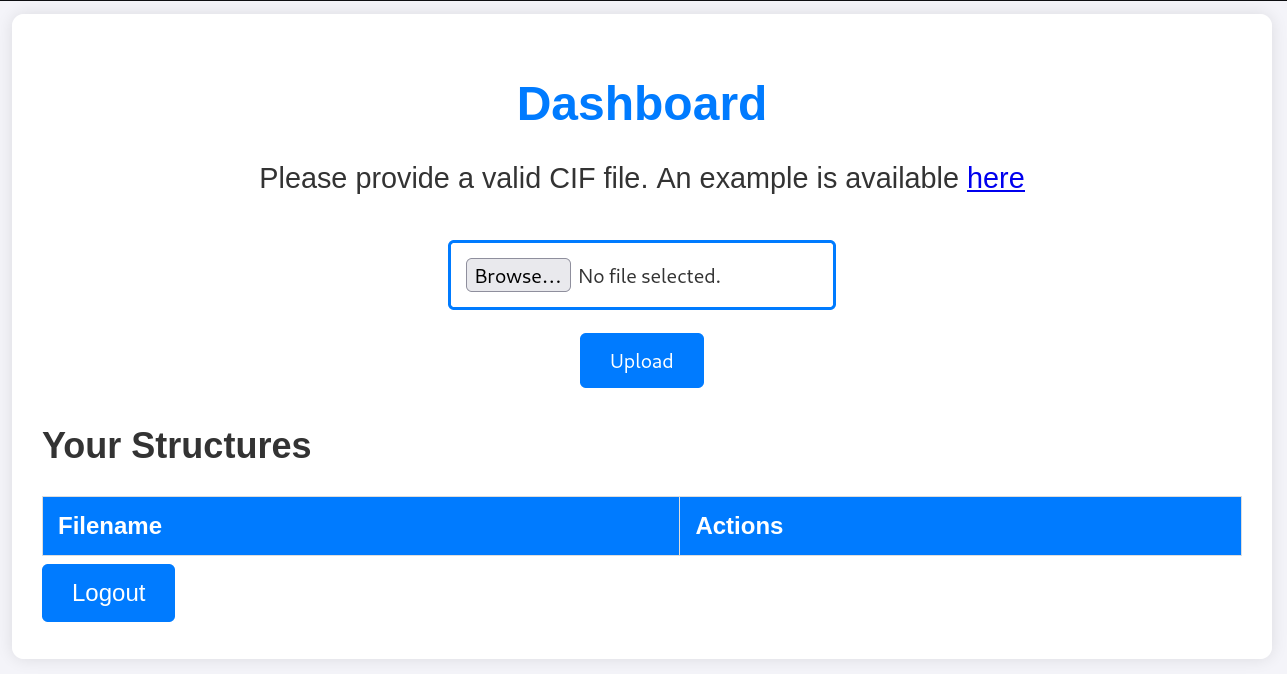 Dashboard
Please provide a valid CIF file. An example is available here
Browse... No file selected.
Upload
Your Structures
Filename Actions
Logout